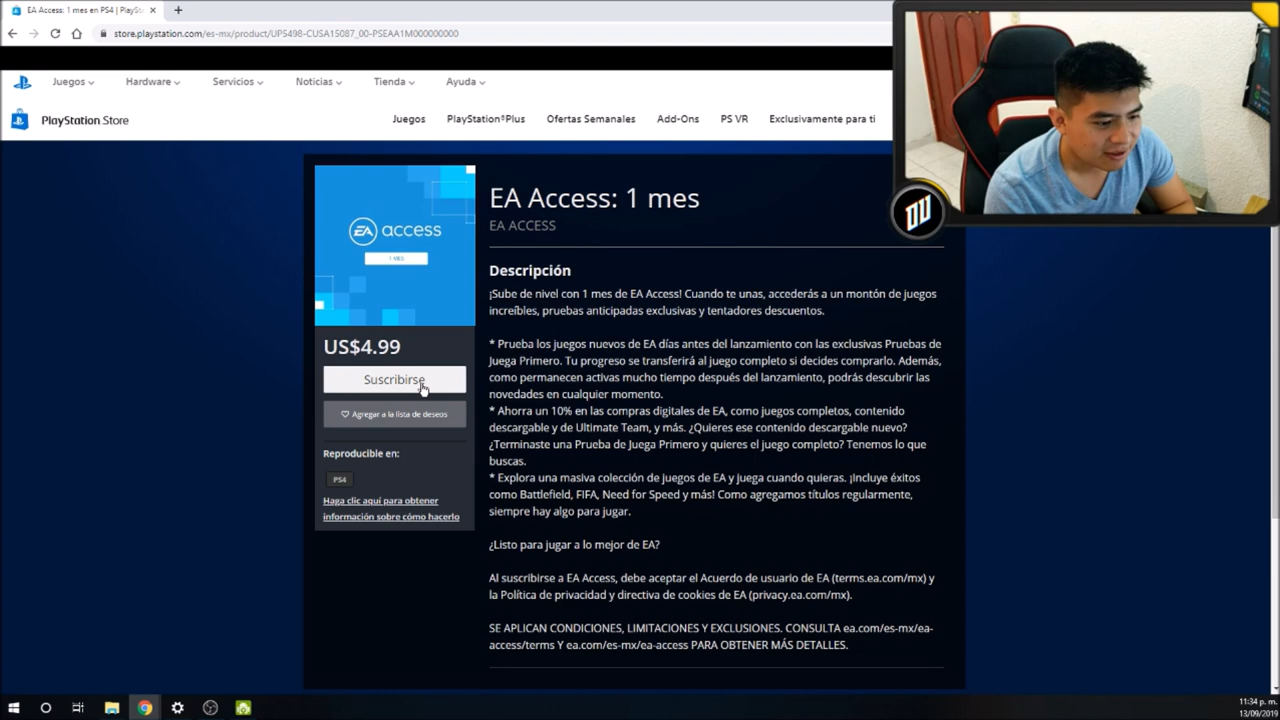 EA Access: 1 mes en PS4 | PlaySt
store.playstation.com/es-mx/product/UP5498-CUSA15087_00-PSEAA1M000000000
Juegos
Hardware
Servicios
Noticias
Tienda
Ayuda
PlayStation Store
Juegos
PlayStation®Plus
Ofertas Semanales
Add-Ons
PS VR
Exclusivamente para ti
EA access
1 MES
US$4.99
Suscribirse
Agregar a la lista de deseos
Reproducible en:
PS4
Haga clic aquí para obtener
información sobre cómo hacerlo
EA Access: 1 mes
EA ACCESS
Descripción
¡Sube de nivel con 1 mes de EA Access! Cuando te unas, accederás a un montón de juegos
increíbles, pruebas anticipadas exclusivas y tentadores descuentos.
* Prueba los juegos nuevos de EA días antes del lanzamiento con las exclusivas Pruebas de
Juega Primero. Tu progreso se transferirá al juego completo si decides comprarlo. Además,
como permanecen activas mucho tiempo después del lanzamiento, podrás descubrir las
novedades en cualquier momento.
* Ahorra un 10% en las compras digitales de EA, como juegos completos, contenido
descargable y de Ultimate Team, y más. ¿Quieres ese contenido descargable nuevo?
¿Terminaste una Prueba de Juega Primero y quieres el juego completo? Tenemos lo que
buscas.
* Explora una masiva colección de juegos de EA y juega cuando quieras. ¡Incluye éxitos
como Battlefield, FIFA, Need for Speed y más! Como agregamos títulos regularmente,
siempre hay algo para jugar.
¿Listo para jugar a lo mejor de EA?
Al suscribirse a EA Access, debe aceptar el Acuerdo de usuario de EA (terms.ea.com/mx) y
la Política de privacidad y directiva de cookies de EA (privacy.ea.com/mx).
SE APLICAN CONDICIONES, LIMITACIONES Y EXCLUSIONES. CONSULTA ea.com/es-mx/ea-
access/terms Y ea.com/es-mx/ea-access PARA OBTENER MÁS DETALLES.
11:34 p. m.
13/09/2019